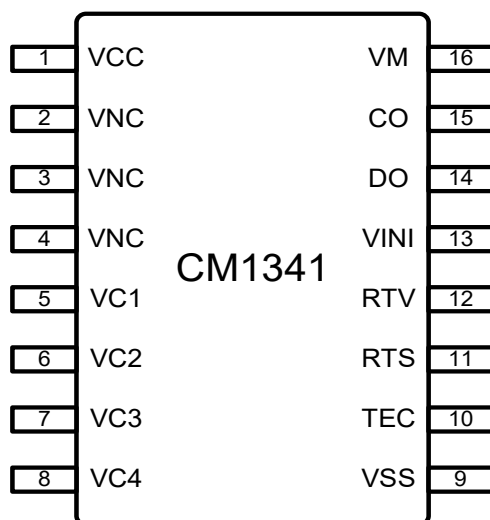 1 VCC VM 16
2 VNC CO 15
3 VNC DO 14
4 VNC VINI 13
CM1341
5 VC1 RTV 12
6 VC2 RTS 11
7 VC3 TEC 10
8 VC4 VSS 9